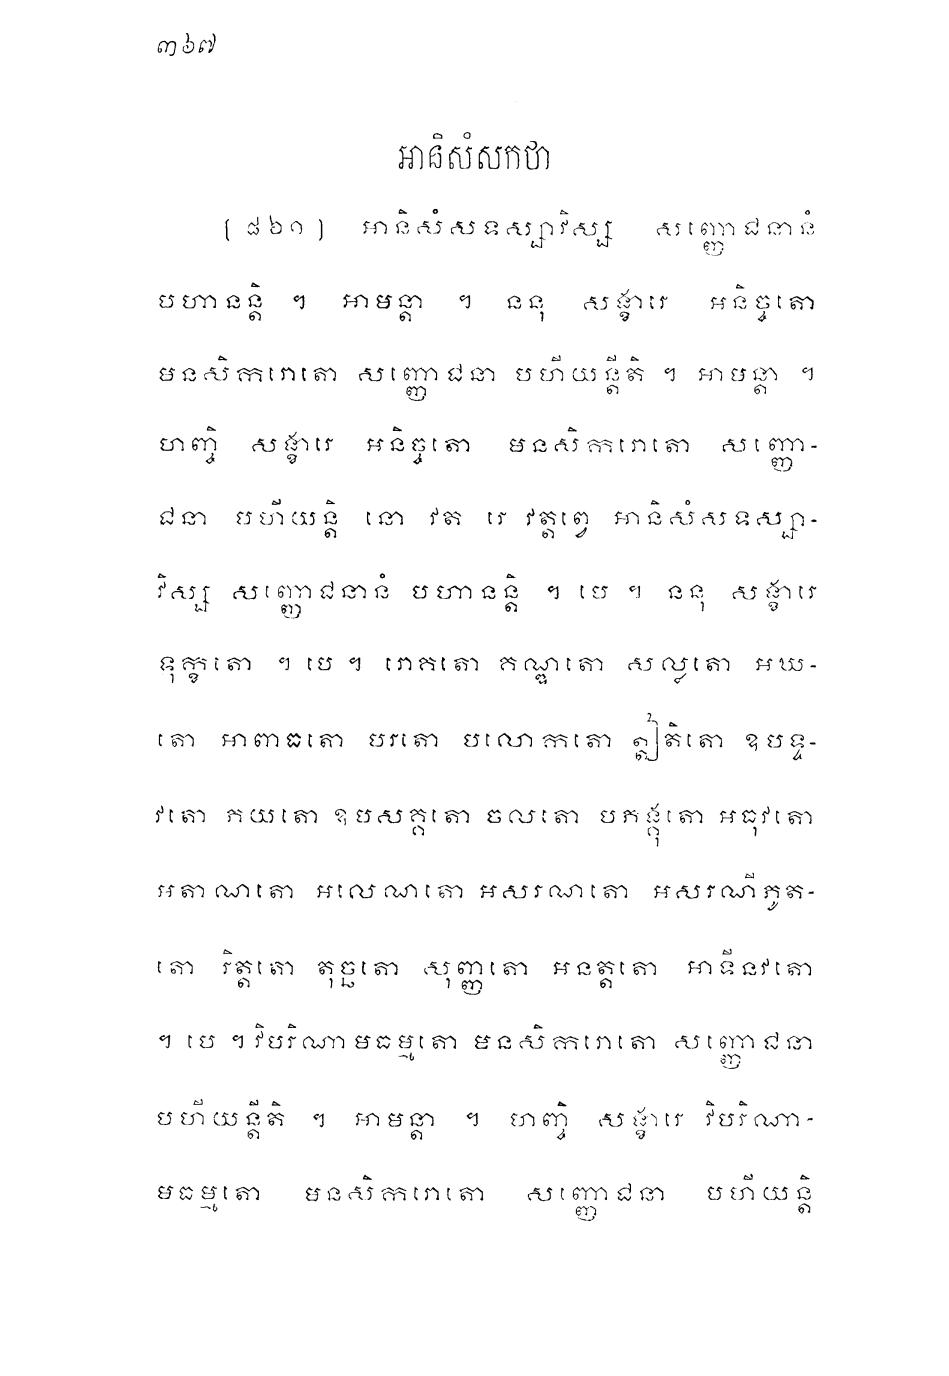 ៣៦៧
អានិសំសកថា
[ ៨៦១ ] អានិសំសទស្សាវិស្ស សញ្ញោជនានំ
បហានន្តិ ។ អាមន្តា ។ ននុ សង្ខារេ អនិច្ចតោ
មនសិករោតោ សញ្ញោជនា បហីយន្តីតិ ។ អាមន្តា ។
ហញ្ចិ សង្ខារេ អនិច្ចតោ មនសិករោតោ សញ្ញោ-
ជនា បហីយន្តិ នោ វត រេ វត្តព្វេ អានិសំសទស្សា-
វិស្ស សញ្ញោជនានំ បហានន្តិ ។ បេ ។ ននុ សង្ខារេ
ទុក្ខតោ ។ បេ ។ រោគតោ គណ្ឌតោ សល្លតោ អឃ-
តោ អាពាធតោ បរតោ បលោកតោ ឦតិតោ ឧបទ្ទ-
វតោ ភយតោ ឧបសគ្គតោ ចលតោ បភង្គុតោ អធុវតោ
អតាណតោ អលេណតោ អសរណតោ អសរណីភូត-
តោ រិត្តតោ តុច្ឆតោ សុញ្ញតោ អនត្តតោ អាទីនវតោ
។ បេ ។ វិបរិណាមធម្មតោ មនសិករោតោ សញ្ញោជនា
បហីយន្តីតិ ។ អាមន្តា ។ ហញ្ចិ សង្ខារេ វិបរិណា-
មធម្មតោ មនសិករោតោ សញ្ញោជនា បហីយន្តិ